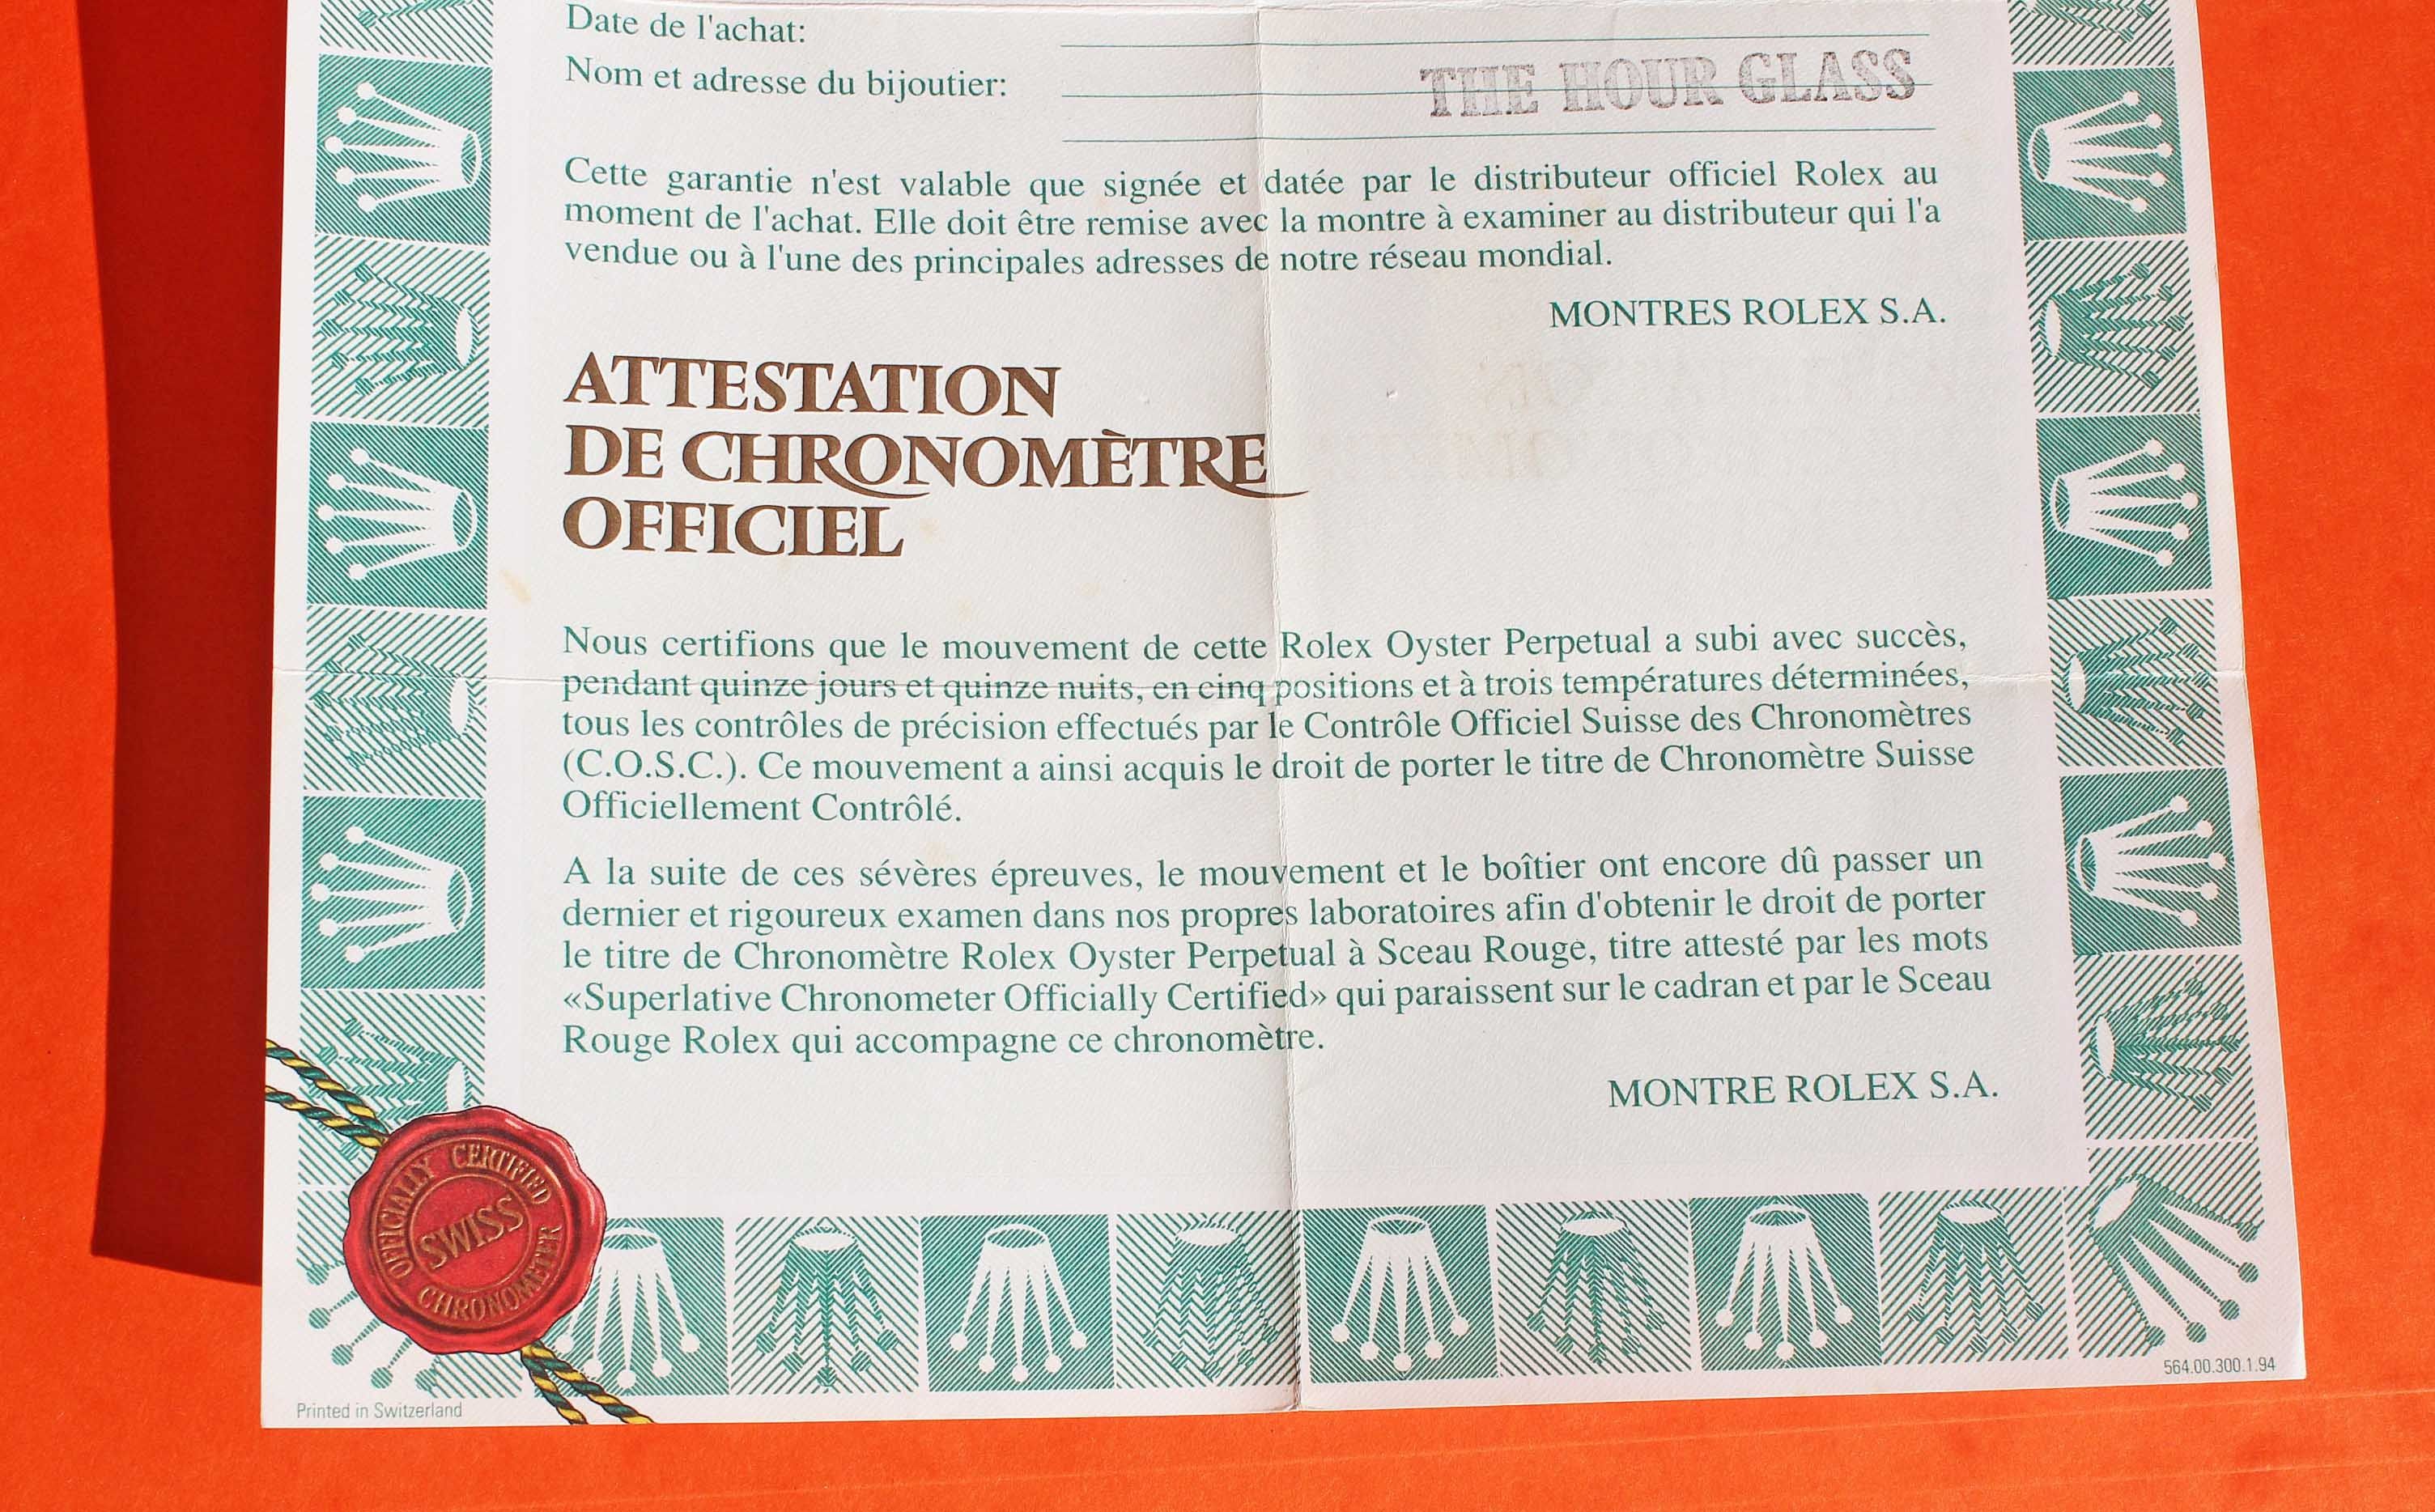 Date de l'achat:
Nom et adresse du bijoutier:
THE HOUR GLASS
Cette garantie n'est valable que signée et datée par le distributeur officiel Rolex au
moment de l'achat. Elle doit être remise avec la montre à examiner au distributeur qui l'a
vendue ou à l'une des principales adresses de notre réseau mondial.
MONTRES ROLEX S.A.
ATTESTATION
DE CHRONOMÈTRE
OFFICIEL
Nous certifions que le mouvement de cette Rolex Oyster Perpetual a subi avec succès,
pendant quinze jours et quinze nuits, en cinq positions et à trois températures déterminées,
tous les contrôles de précision effectués par le Contrôle Officiel Suisse des Chronomètres
(C.O.S.C.). Ce mouvement a ainsi acquis le droit de porter le titre de Chronomètre Suisse
Officiellement Contrôlé.
A la suite de ces sévères épreuves, le mouvement et le boîtier ont encore dû passer un
dernier et rigoureux examen dans nos propres laboratoires afin d'obtenir le droit de porter
le titre de Chronomètre Rolex Oyster Perpetual à Sceau Rouge, titre attesté par les mots
«Superlative Chronometer Officially Certified» qui paraissent sur le cadran et par le Sceau
Rouge Rolex qui accompagne ce chronomètre.
MONTRE ROLEX S.A.
OFFICIALLY CERTIFIED
SWISS
CHRONOMETER
564.00.300.1.94
Printed in Switzerland